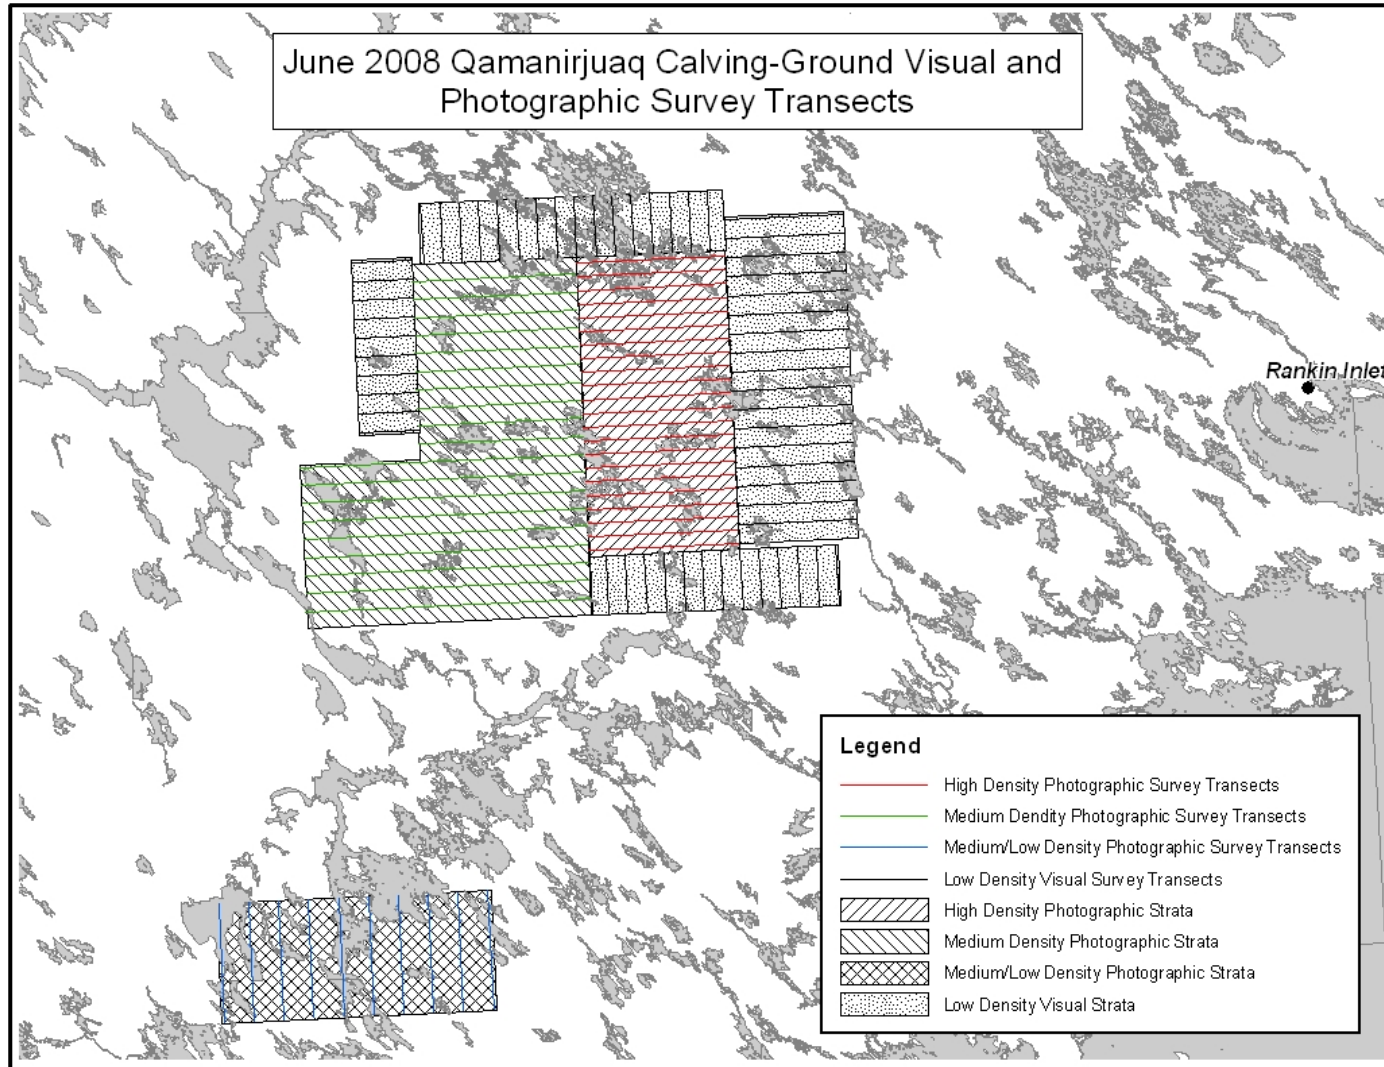 June 2008 Qamanirjuaq Calving-Ground Visual and
Photographic Survey Transects
Rankin Inlet
Legend
High Density Photographic Survey Transects
Medium Dendity Photographic Survey Transects
Medium/Low Density Photographic Survey Transects
Low Density Visual Survey Transects
High Density Photographic Strata
Medium Density Photographic Strata
Medium/Low Density Photographic Strata
Low Density Visual Strata